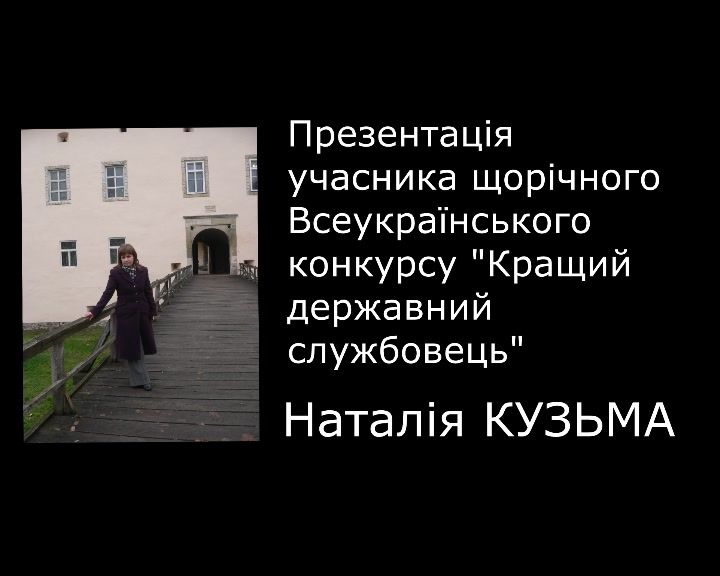 Презентація
учасника щорічного
Всеукраїнського
конкурсу "Кращий
державний
службовець"
Наталія КУЗЬМА